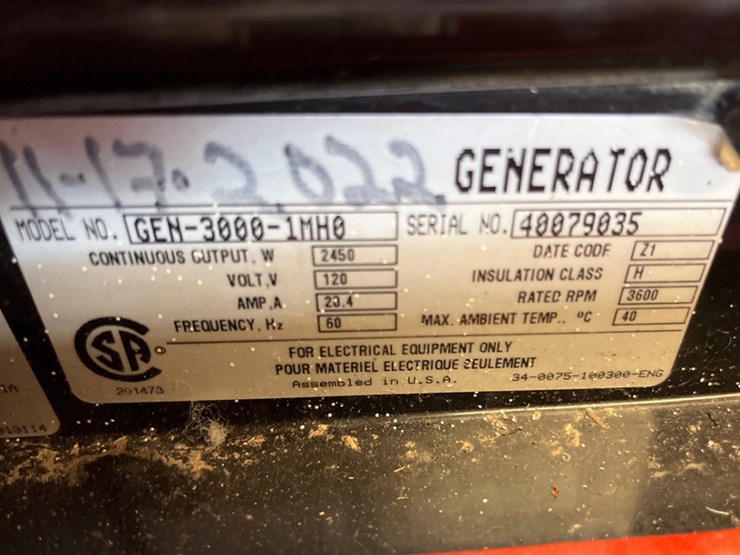 11-17-2022
GENERATOR
MODEL NO. GEN-3000-1MH0 SERIAL NO. 40079035
CONTINUOUS OUTPUT, W 2450 DATE CODE Z1
VOLT,V 120 INSULATION CLASS H
AMP,A 20.4 RATED RPM 3600
FREQUENCY, Hz 60 MAX. AMBIENT TEMP.. ºC 40
SA
201473
FOR ELECTRICAL EQUIPMENT ONLY
POUR MATERIEL ELECTRIQUE SEULEMENT
Assembled in U.S.A. 34-0075-100300-ENG